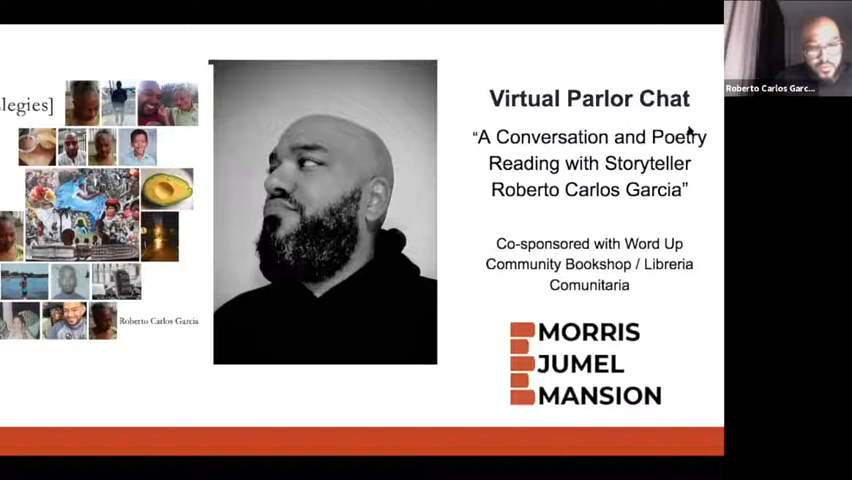 legies]
Roberto Carlos Garcia
Virtual Parlor Chat
“A Conversation and Poetry
Reading with Storyteller
Roberto Carlos Garcia”
Co-sponsored with Word Up
Community Bookshop / Libreria
Comunitaria
MORRIS
JUMEL
MANSION
Roberto Carlos Garc...